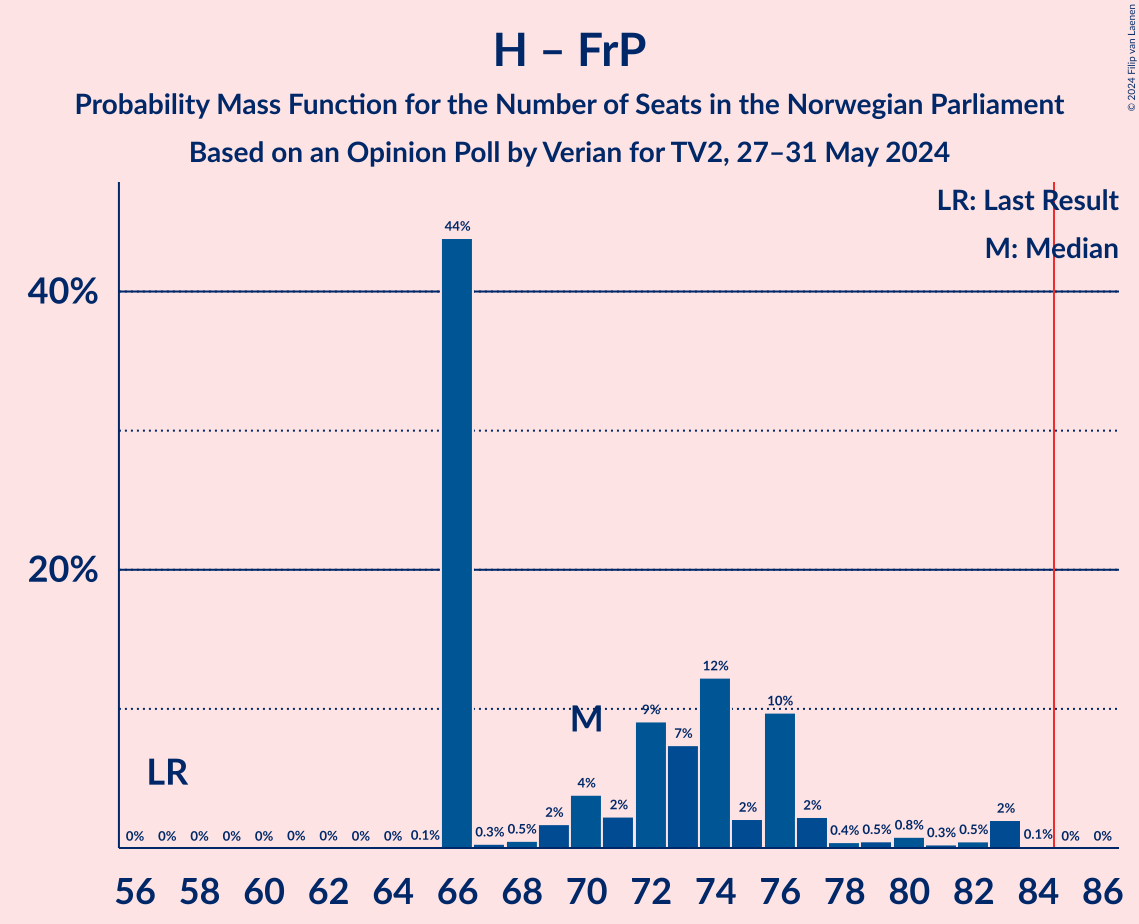 H – FrP
Probability Mass Function for the Number of Seats in the Norwegian Parliament
Based on an Opinion Poll by Verian for TV2, 27–31 May 2024
© 2024 Filip van Laenen
LR: Last Result
M: Median
40%
20%
44%
12%
10%
9%
7%
M
LR
4%
2%
2%
2%
2%
2%
0% 0% 0% 0% 0% 0% 0% 0% 0% 0.1% 0.3% 0.5% 0.4% 0.5% 0.8% 0.3% 0.5% 0.1% 0% 0%
56 58 60 62 64 66 68 70 72 74 76 78 80 82 84 86